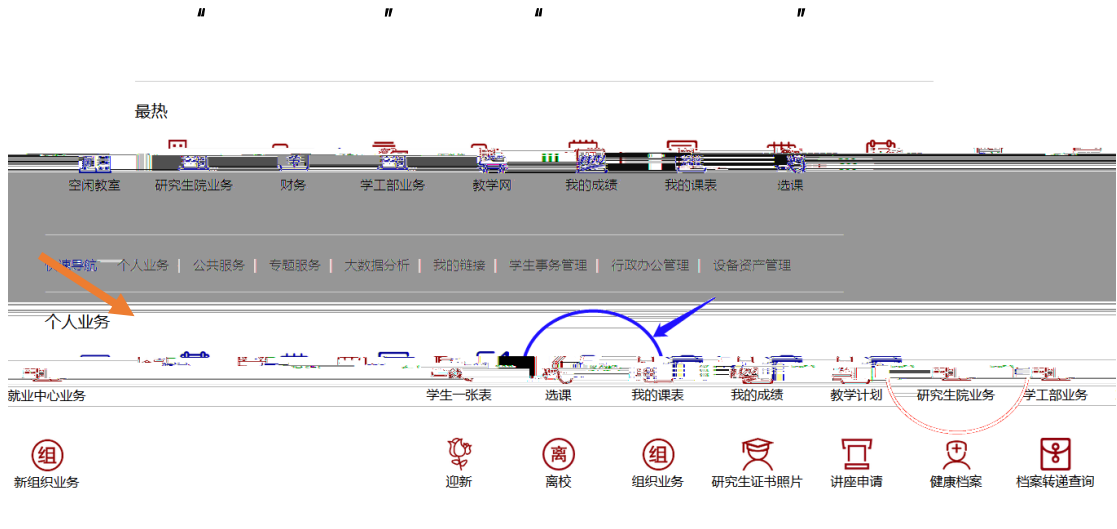 “ ” “ ”
最热
空闲教室 研究生院业务 财务 学工部业务 教学网 我的成绩 我的课表 选课
快速导航 个人业务 公共服务 专题服务 大数据分析 我的链接 学生事务管理 行政办公管理 设备资产管理
个人业务
就业中心业务 学生一张表 选课 我的课表 我的成绩 教学计划 研究生院业务 学工部业务
组 离 组
新组织业务 迎新 离校 组织业务 研究生证书照片 讲座申请 健康档案 档案转递查询